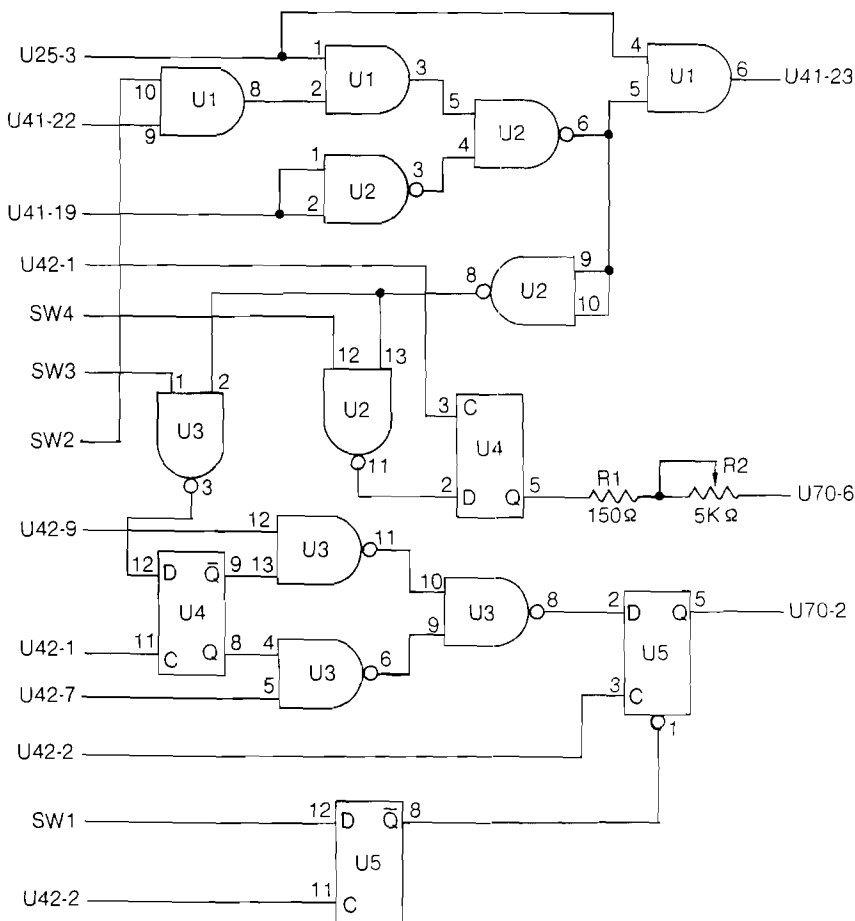 U25-3 1 4
U1 3 U1 6 U41-23
10 U1 8 2 5 5
9 U2 6
U41-22 4
1 3
U2
U41-19 2
U42-1 8 9
U2
10
SW4
12 13
SW3 1 2 U2
U3 3 C
SW2 U4
3 11 2 D Q 5 R1 R2 U70-6
150Ω 5KΩ
U42-9 12 11
U3
12 D Q̄ 9 13 10
U4 U3 8 2 D Q 5 U70-2
U42-1 11 C Q 8 4 9 U5
U3 6
U42-7 5 3 C
1
U42-2
SW1 12 D Q̄ 8
U5
U42-2 11 C